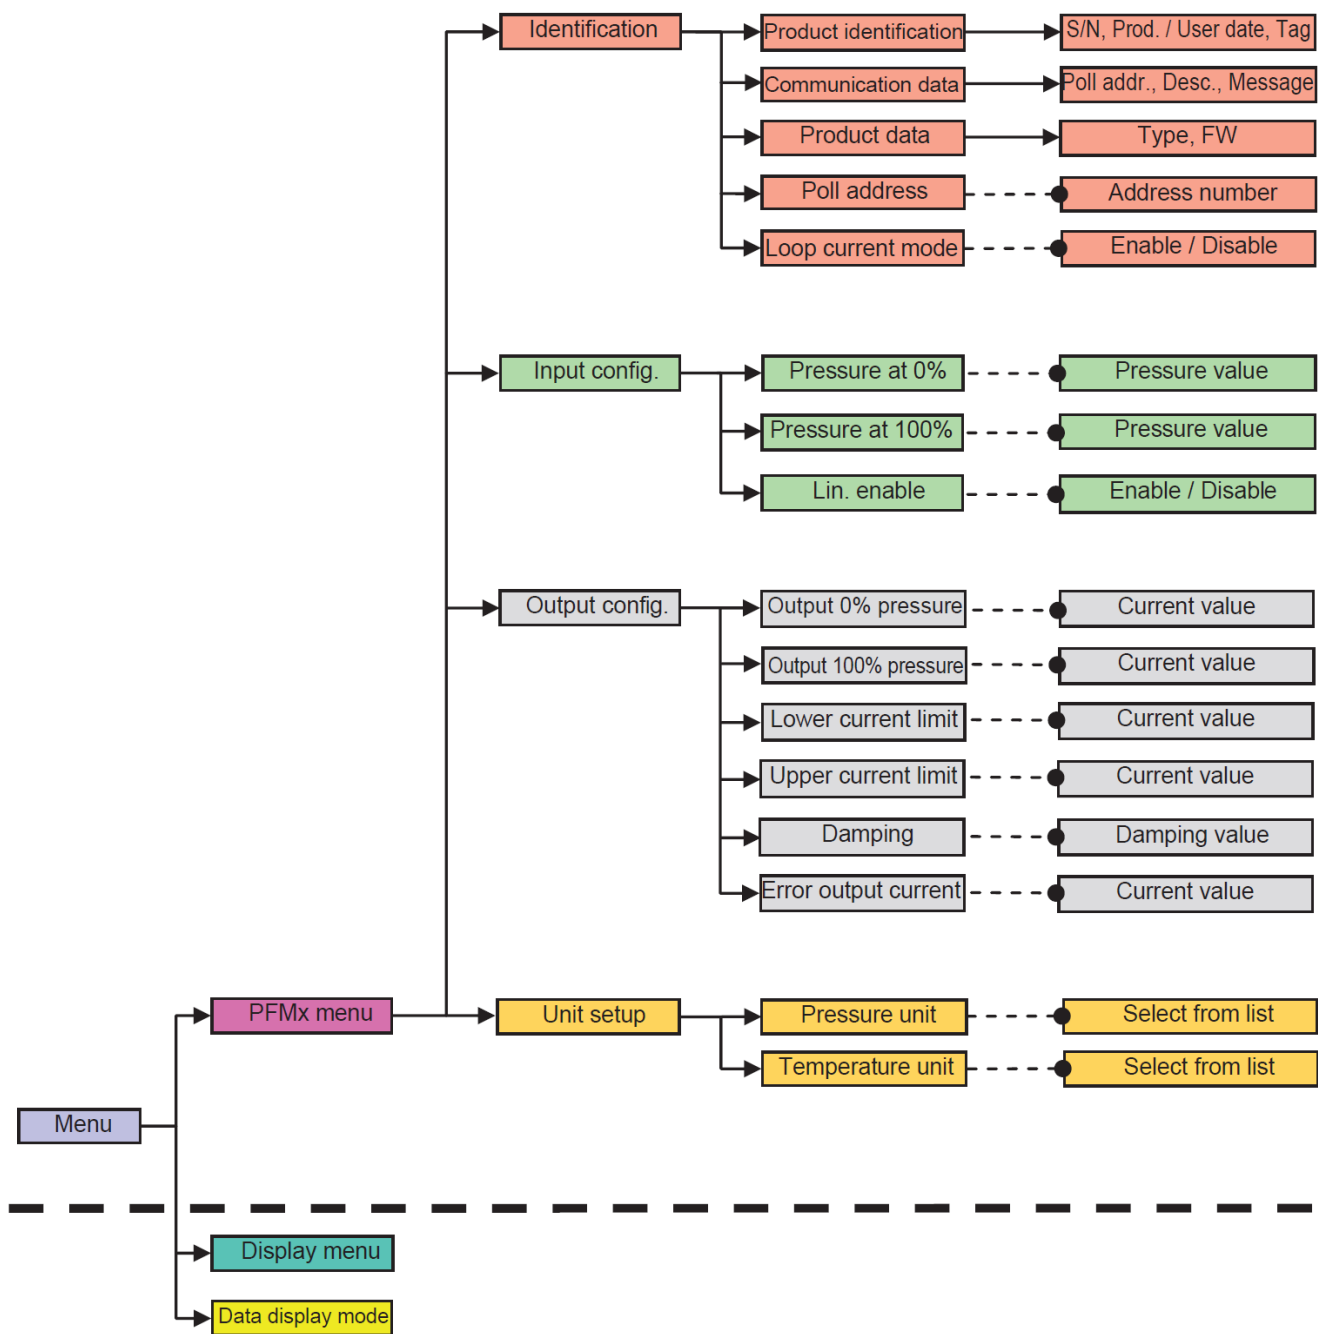 Identification
Product identification
S/N, Prod. / User date, Tag
Communication data
Poll addr., Desc., Message
Product data
Type, FW
Poll address
Address number
Loop current mode
Enable / Disable
Input config.
Pressure at 0%
Pressure value
Pressure at 100%
Pressure value
Lin. enable
Enable / Disable
Output config.
Output 0% pressure
Current value
Output 100% pressure
Current value
Lower current limit
Current value
Upper current limit
Current value
Damping
Damping value
Error output current
Current value
PFMx menu
Unit setup
Pressure unit
Select from list
Temperature unit
Select from list
Menu
Display menu
Data display mode